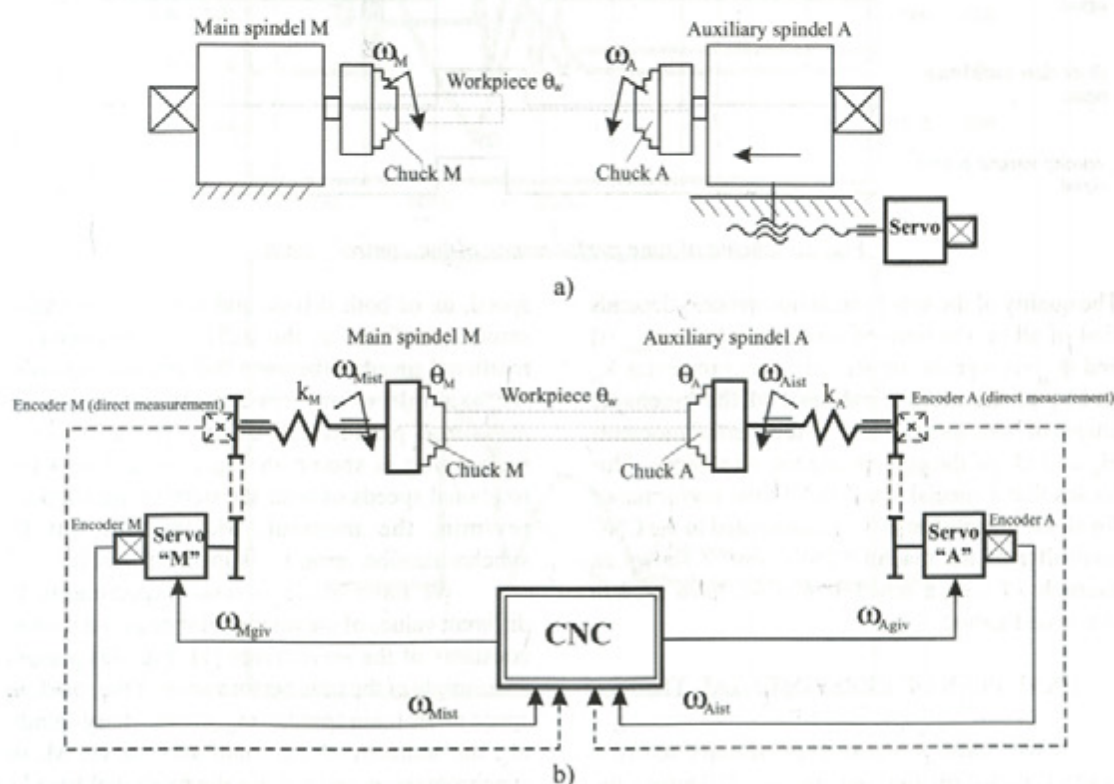 Main spindel M
Auxiliary spindel A
ω_M
Workpiece θ_w
ω_A
Chuck M
Chuck A
Servo
a)
Main spindel M
Auxiliary spindel A
ω_Mist
θ_M
θ_A
ω_Aist
Encoder M (direct measurement)
k_M
Workpiece θ_w
k_A
Encoder A (direct measurement)
Chuck M
Chuck A
Encoder M
Servo
"M"
Servo
"A"
Encoder A
CNC
ω_Mgiv
ω_Agiv
ω_Mist
ω_Aist
b)